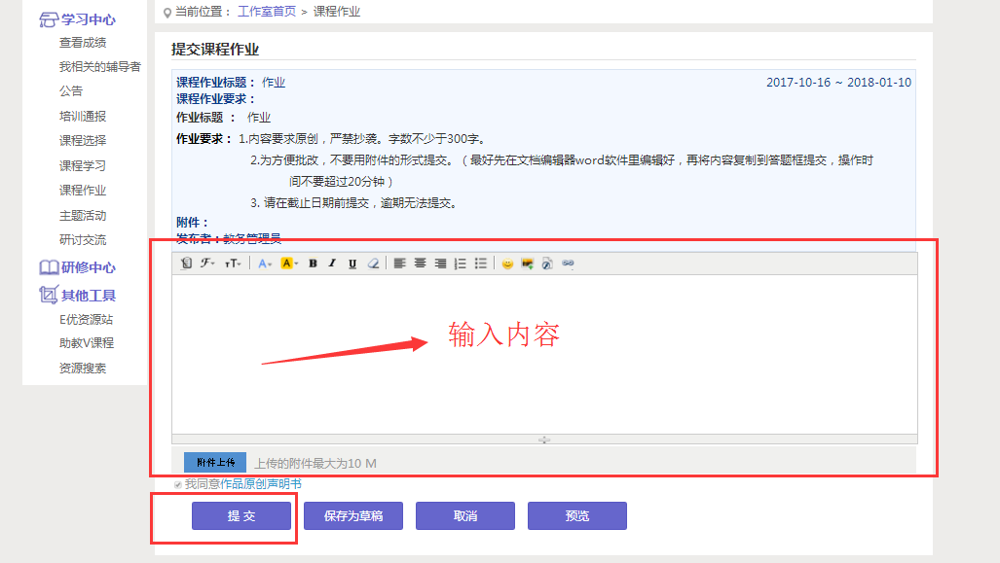 学习中心
查看成绩
我相关的辅导者
公告
培训通报
课程选择
课程学习
课程作业
主题活动
研讨交流
研修中心
其他工具
E优资源站
助教V课程
资源搜索
当前位置： 工作室首页 > 课程作业
提交课程作业
课程作业标题： 作业 2017-10-16 ~ 2018-01-10
课程作业要求：
作业标题 ： 作业
作业要求： 1.内容要求原创，严禁抄袭。字数不少于300字。
2.为方便批改，不要用附件的形式提交。（最好先在文档编辑器word软件里编辑好，再将内容复制到答题框提交，操作时
间不要超过20分钟）
3. 请在截止日期前提交，逾期无法提交。
附件：
发布者：教务管理员
输入内容
附件上传 上传的附件最大为10 M
我同意作品原创声明书
提 交 保存为草稿 取消 预览